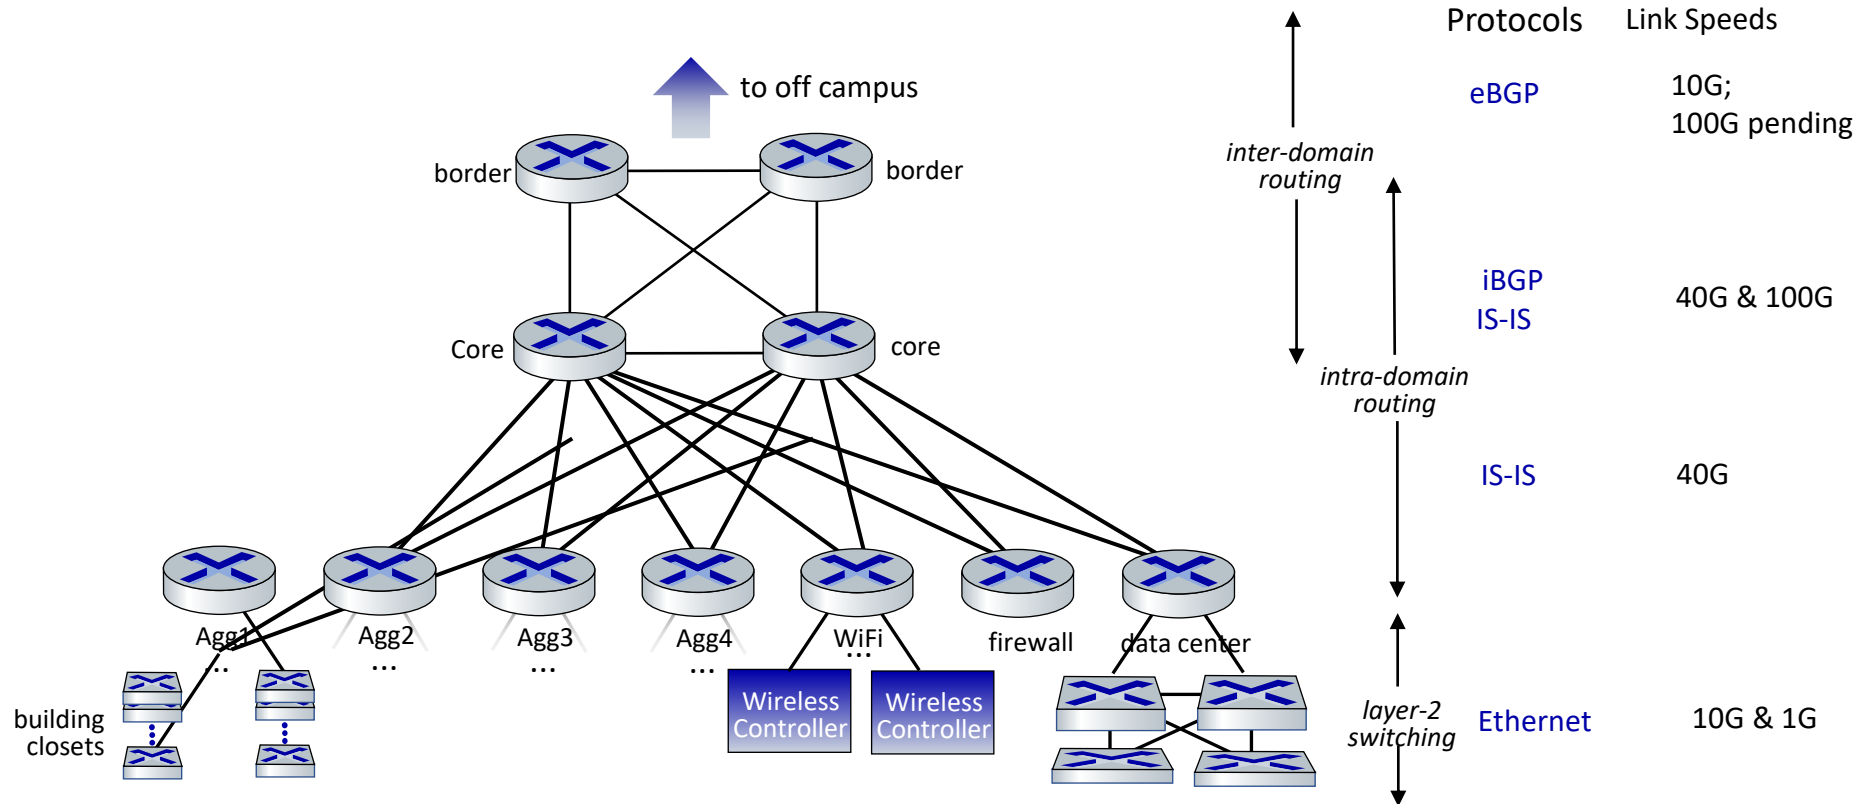 Protocols
Link Speeds
to off campus
eBGP
10G;
100G pending
inter-domain
routing
border
border
iBGP
IS-IS
40G & 100G
Core
core
intra-domain
routing
IS-IS
40G
Agg1
Agg2
Agg3
Agg4
WiFi
firewall
data center
...
...
...
...
...
building
closets
Wireless
Controller
Wireless
Controller
layer-2
switching
Ethernet
10G & 1G